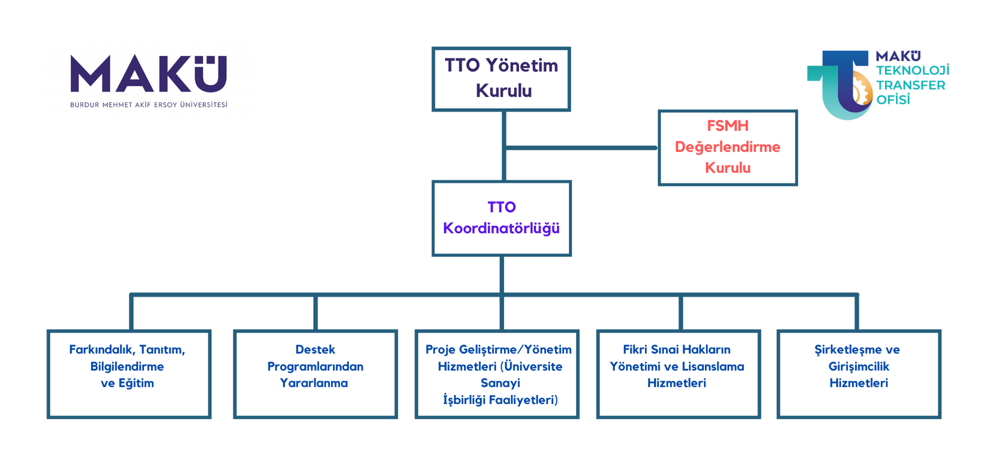 MAKÜ
BURDUR MEHMET AKİF ERSOY ÜNİVERSİTESİ
TTO Yönetim
Kurulu
MAKÜ
TEKNOLOJİ
TRANSFER
OFİSİ
FSMH
Değerlendirme
Kurulu
TTO
Koordinatörlüğü
Farkındalık, Tanıtım,
Bilgilendirme
ve Eğitim
Destek
Programlarından
Yararlanma
Proje Geliştirme/Yönetim
Hizmetleri (Üniversite
Sanayi
İşbirliği Faaliyetleri)
Fikri Sınai Hakların
Yönetimi ve Lisanslama
Hizmetleri
Şirketleşme ve
Girişimcilik
Hizmetleri